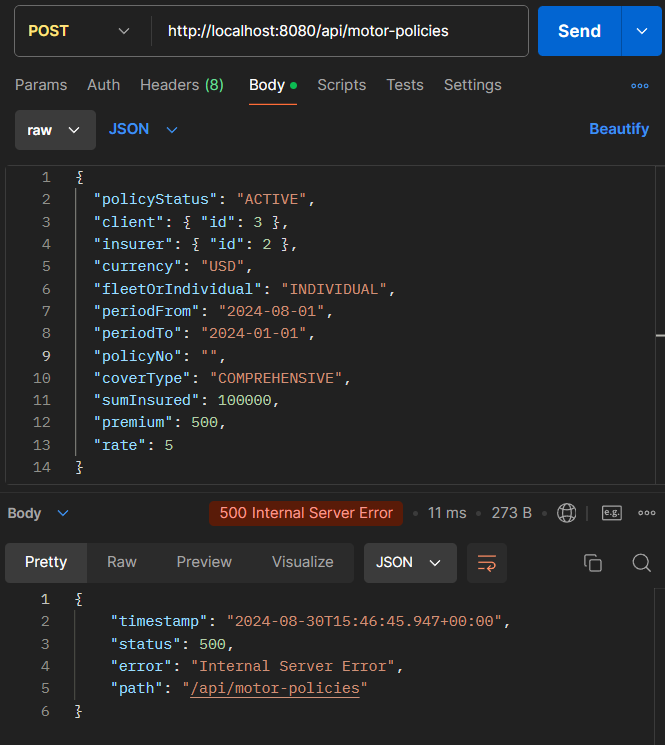 POST http://localhost:8080/api/motor-policies Send
Params Auth Headers (8) Body Scripts Tests Settings
raw JSON Beautify
1 {
2 "policyStatus": "ACTIVE",
3 "client": { "id": 3 },
4 "insurer": { "id": 2 },
5 "currency": "USD",
6 "fleetOrIndividual": "INDIVIDUAL",
7 "periodFrom": "2024-08-01",
8 "periodTo": "2024-01-01",
9 "policyNo": "",
10 "coverType": "COMPREHENSIVE",
11 "sumInsured": 100000,
12 "premium": 500,
13 "rate": 5
14 }
Body 500 Internal Server Error 11 ms 273 B e.g.
Pretty Raw Preview Visualize JSON
1 {
2 "timestamp": "2024-08-30T15:46:45.947+00:00",
3 "status": 500,
4 "error": "Internal Server Error",
5 "path": "/api/motor-policies"
6 }